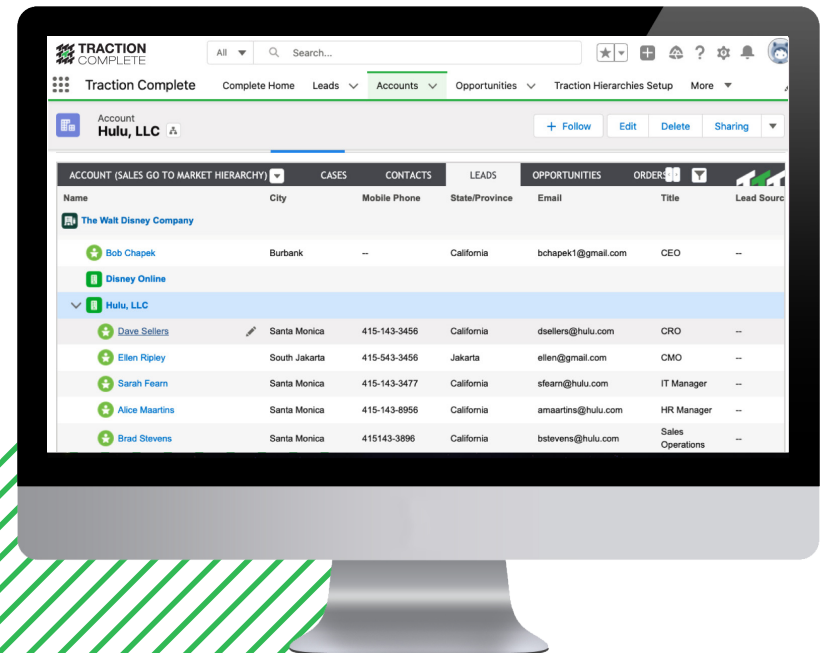 TRACTION
COMPLETE
All
Search...
Traction Complete Complete Home Leads Accounts Opportunities Traction Hierarchies Setup More
Account
Hulu, LLC
+ Follow Edit Delete Sharing
ACCOUNT (SALES GO TO MARKET HIERARCHY) CASES CONTACTS LEADS OPPORTUNITIES ORDERS
Name City Mobile Phone State/Province Email Title Lead Sourc
The Walt Disney Company
Bob Chapek Burbank -- California bchapek1@gmail.com CEO --
Disney Online
Hulu, LLC
Dave Sellers Santa Monica 415-143-3456 California dsellers@hulu.com CRO --
Ellen Ripley South Jakarta 415-543-3456 Jakarta ellen@gmail.com CMO --
Sarah Fearn Santa Monica 415-143-3477 California sfearn@hulu.com IT Manager --
Alice Maartins Santa Monica 415-143-8956 California amaartins@hulu.com HR Manager --
Brad Stevens Santa Monica 415143-3896 California bstevens@hulu.com Sales Operations --